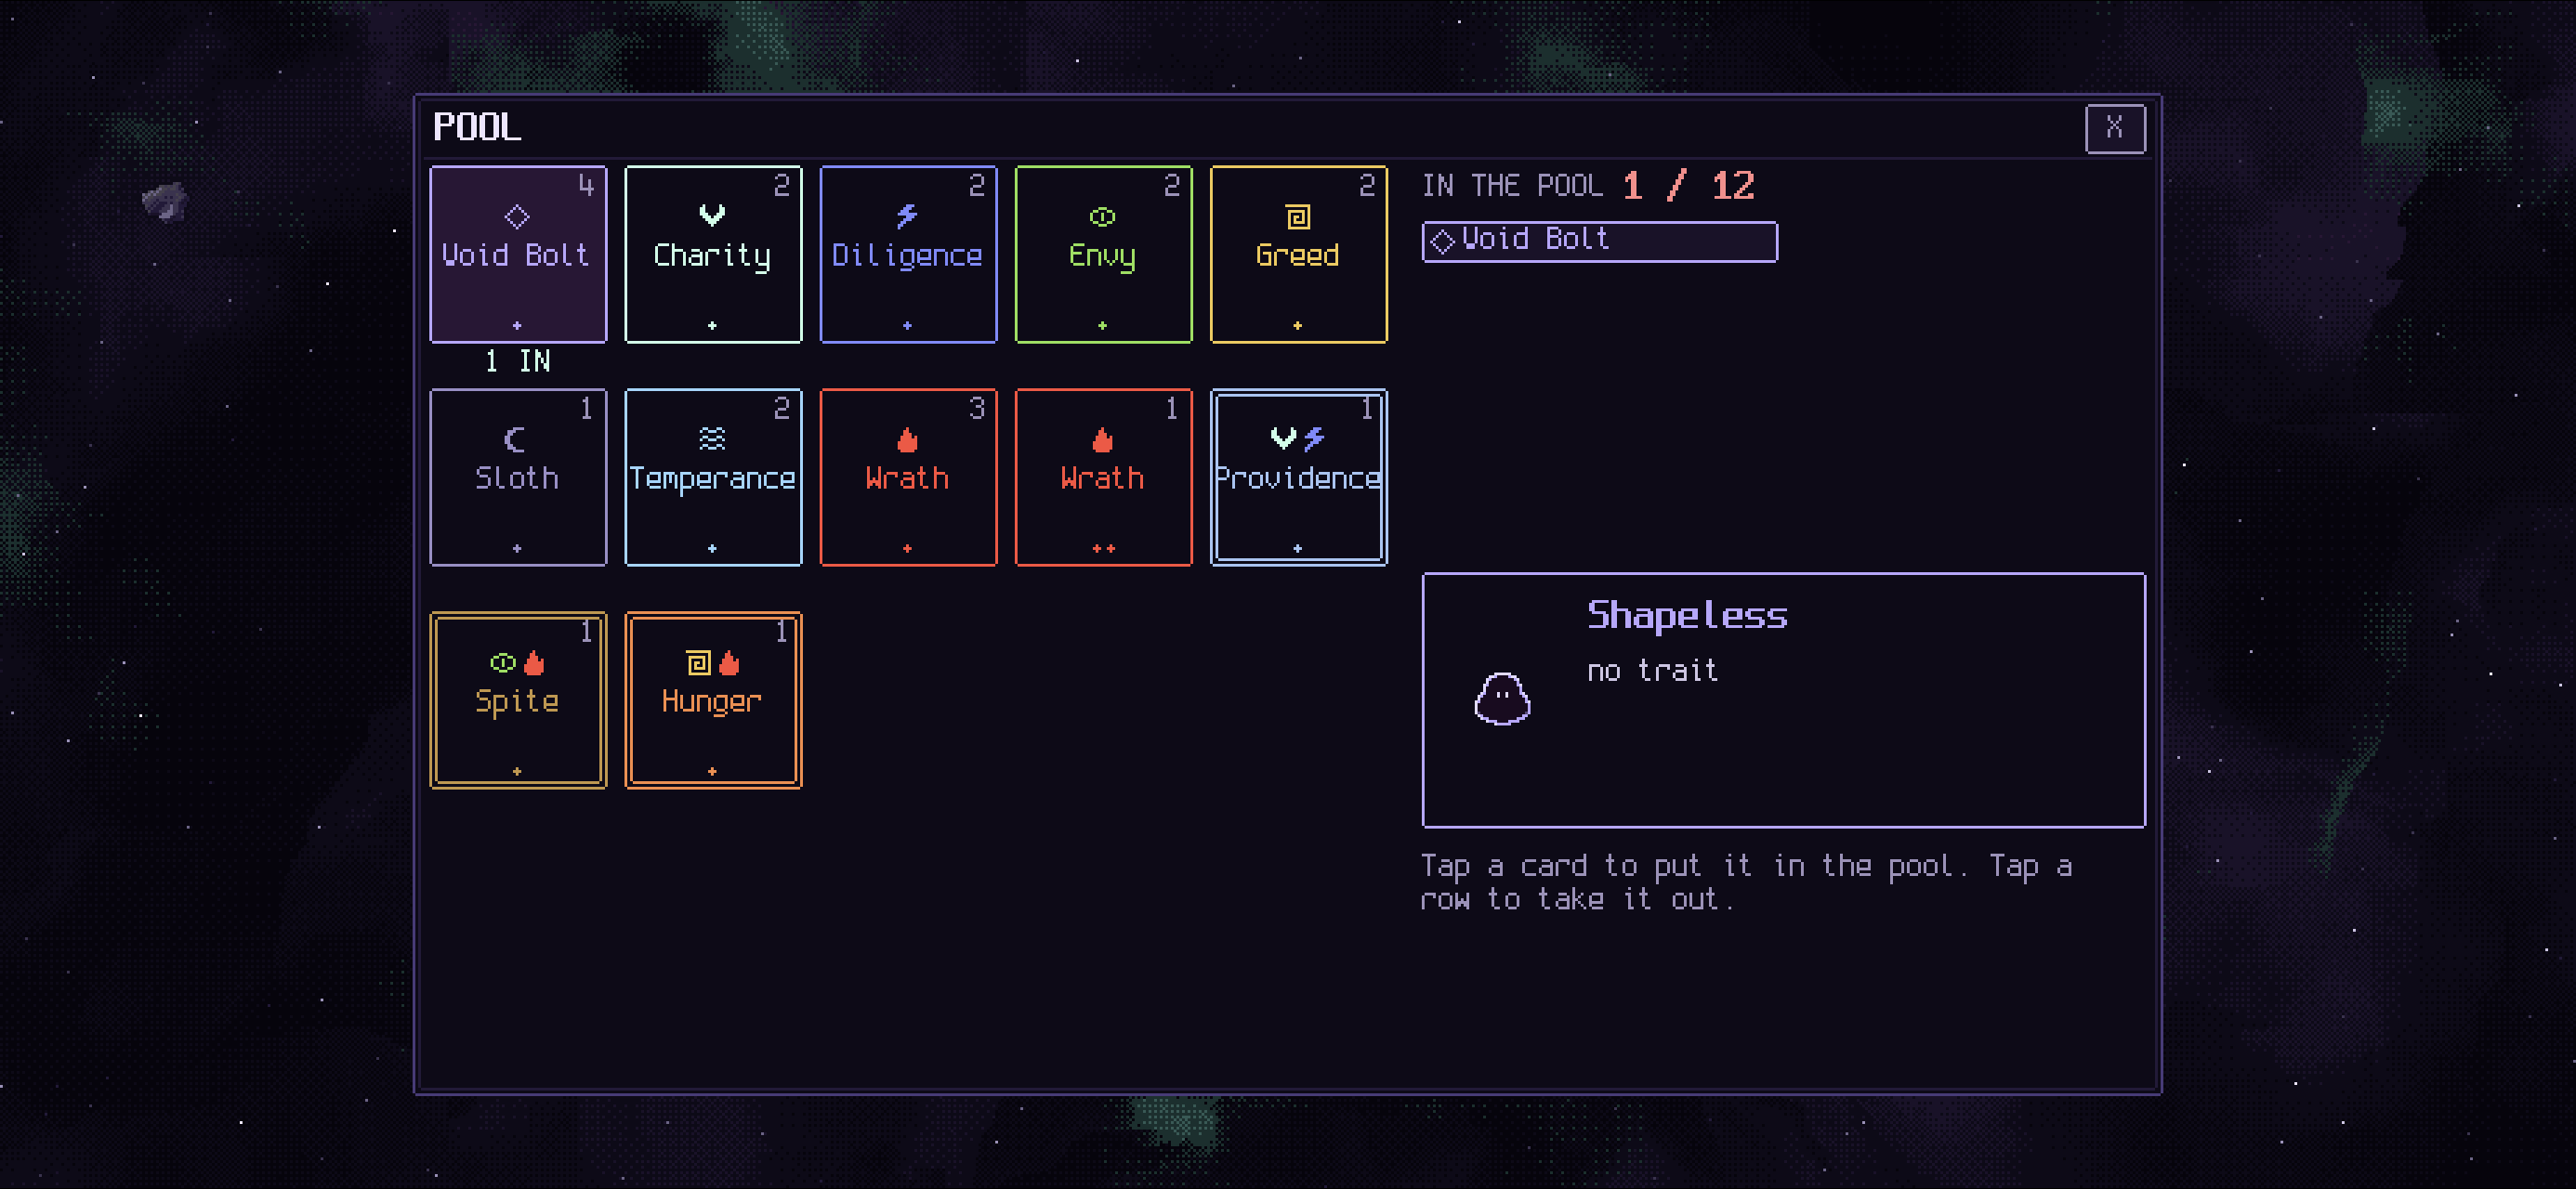 POOL
X
4
Void Bolt
+
1 IN
2
Charity
+
2
Diligence
+
2
Envy
+
2
Greed
+
1
Sloth
+
2
Temperance
+
3
Wrath
+
1
Wrath
++
1
Providence
+
1
Spite
+
1
Hunger
+
IN THE POOL 1 / 12
Void Bolt
Shapeless
no trait
Tap a card to put it in the pool. Tap a
row to take it out.